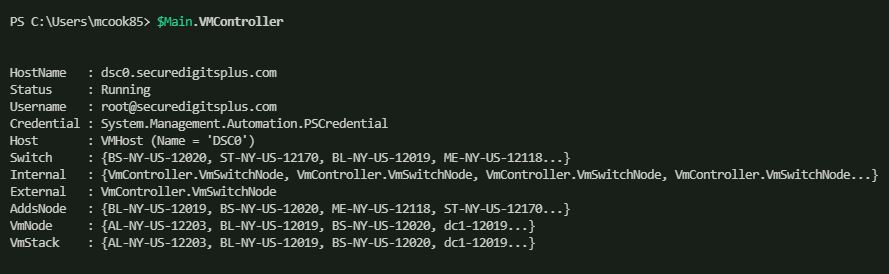 PS C:\Users\mcook85> $Main.VMController
HostName   : dsc0.securedigitsplus.com
Status     : Running
Username   : root@securedigitsplus.com
Credential : System.Management.Automation.PSCredential
Host       : VMHost (Name = 'DSC0')
Switch     : {BS-NY-US-12020, ST-NY-US-12170, BL-NY-US-12019, ME-NY-US-12118...}
Internal   : {VmController.VmSwitchNode, VmController.VmSwitchNode, VmController.VmSwitchNode, VmController.VmSwitchNode...}
External   : VmController.VmSwitchNode
AddsNode   : {BL-NY-US-12019, BS-NY-US-12020, ME-NY-US-12118, ST-NY-US-12170...}
VmNode     : {AL-NY-US-12203, BL-NY-US-12019, BS-NY-US-12020, dc1-12019...}
VmStack    : {AL-NY-US-12203, BL-NY-US-12019, BS-NY-US-12020, dc1-12019...}